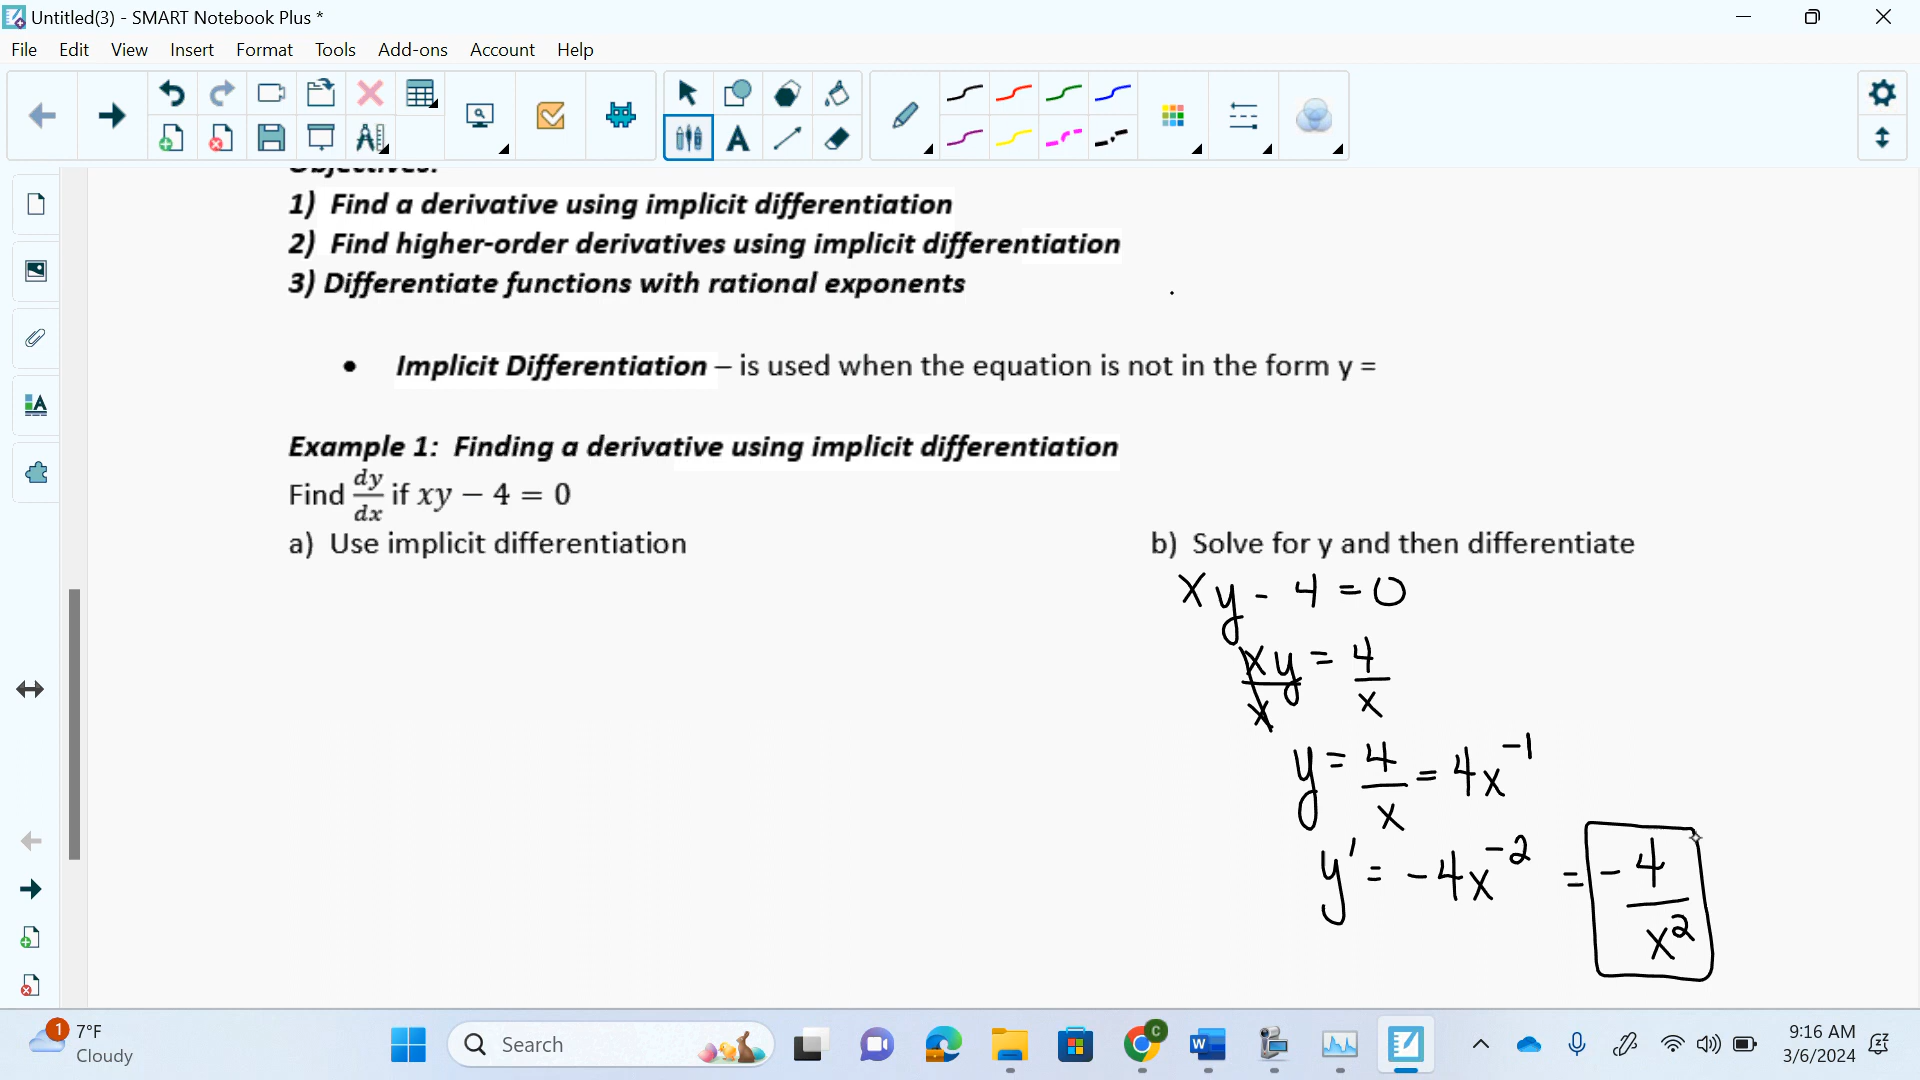 Untitled(3) - SMART Notebook Plus *
File Edit View Insert Format Tools Add-ons Account Help
Objectives:
1) Find a derivative using implicit differentiation
2) Find higher-order derivatives using implicit differentiation
3) Differentiate functions with rational exponents
• Implicit Differentiation – is used when the equation is not in the form y =
Example 1: Finding a derivative using implicit differentiation
Find dy/dx if xy − 4 = 0
a) Use implicit differentiation
b) Solve for y and then differentiate
xy - 4 = 0
xy/x = 4/x
y = 4/x = 4x^-1
y' = -4x^-2 = -4/x^2
1
7°F
Cloudy
Search
C
W
9:16 AM
3/6/2024